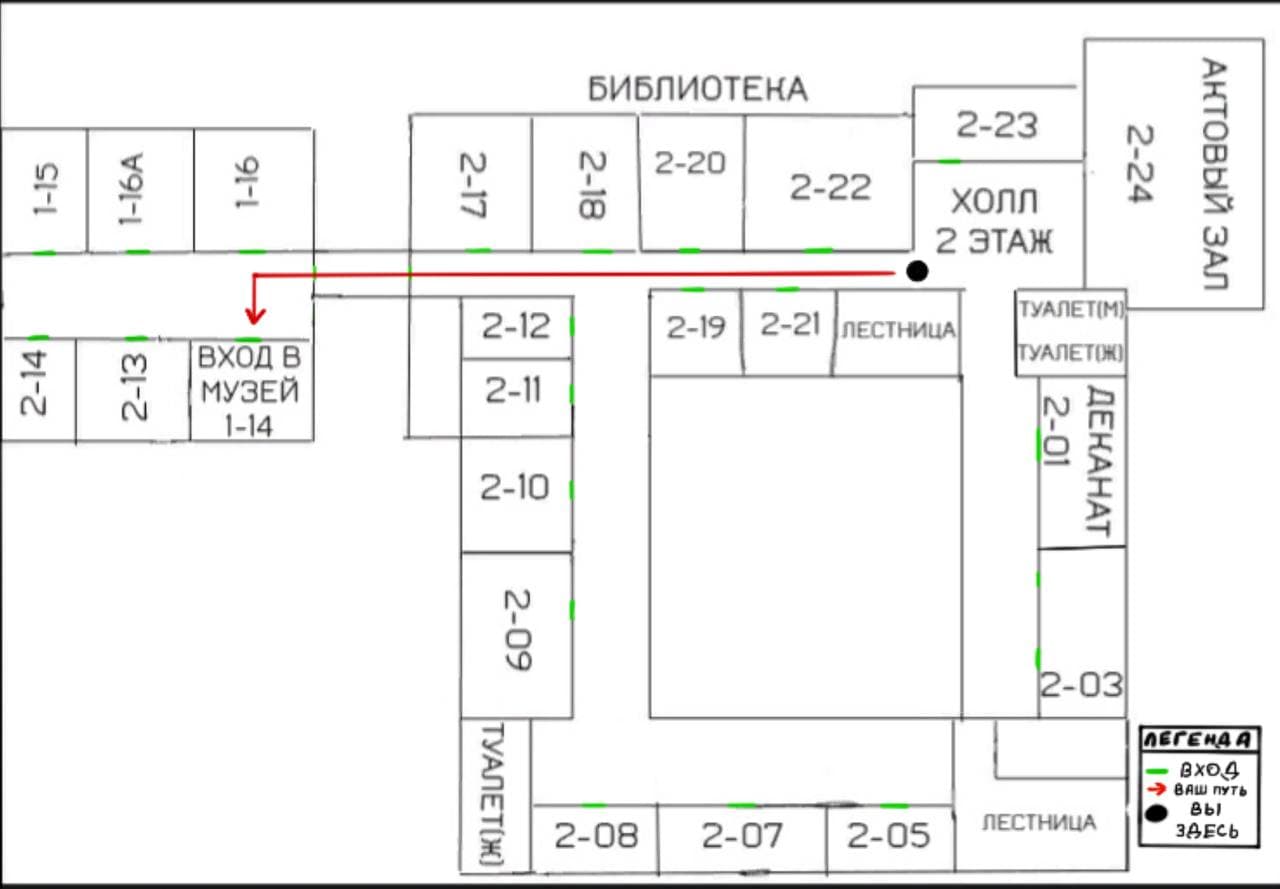 БИБЛИОТЕКА
1-15
1-16А
1-16
2-17
2-18
2-20
2-22
2-23
2-24
АКТОВЫЙ ЗАЛ
ХОЛЛ
2 ЭТАЖ
2-14
2-13
ВХОД В
МУЗЕЙ
1-14
2-12
2-11
2-10
2-09
2-19
2-21
ЛЕСТНИЦА
ТУАЛЕТ(М)
ТУАЛЕТ(Ж)
ДЕКАНАТ
2-01
2-03
ТУАЛЕТ(Ж)
2-08
2-07
2-05
ЛЕСТНИЦА
ЛЕГЕНДА
ВХОД
ВАШ ПУТЬ
ВЫ
ЗДЕСЬ